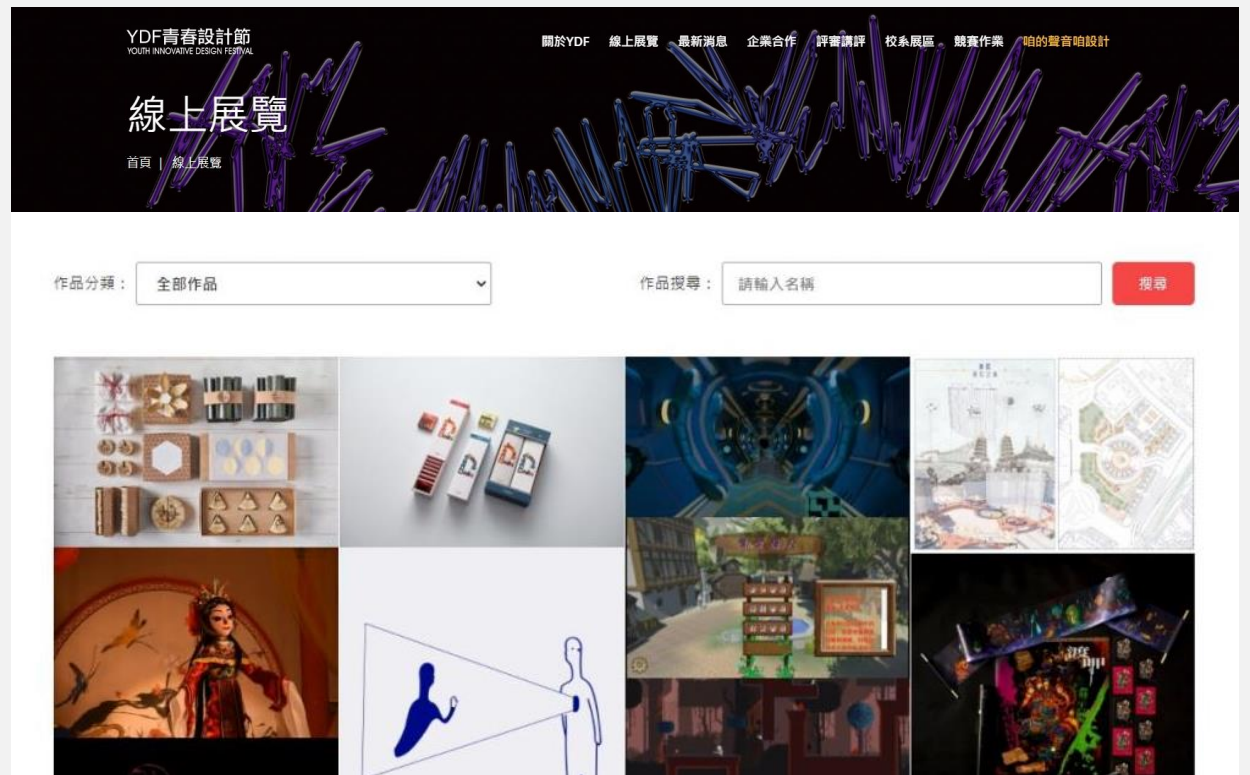 YDF青春設計節
YOUTH INNOVATIVE DESIGN FESTIVAL
關於YDF 線上展覽 最新消息 企業合作 評審講評 校系展區 競賽作業 咱的聲音咱設計
線上展覽
首頁 | 線上展覽
作品分類： 全部作品 作品搜尋： 請輸入名稱 搜尋